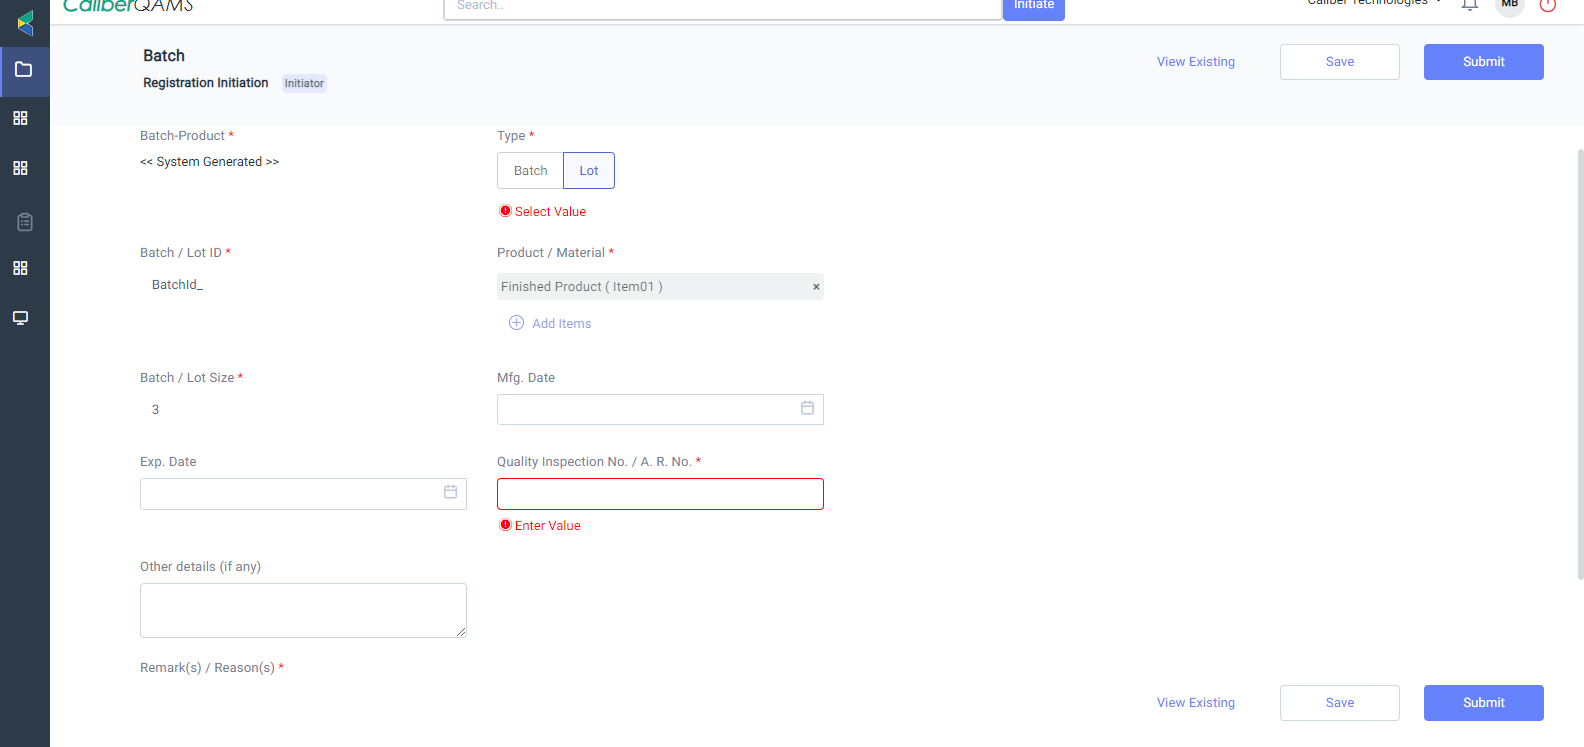 CaliberQAMS
Search..
Initiate
Caliber Technologies
MB
Batch
Registration Initiation Initiator
View Existing
Save
Submit
Batch-Product *
<< System Generated >>
Type *
Batch
Lot
Select Value
Batch / Lot ID *
BatchId_
Product / Material *
Finished Product ( Item01 ) ×
Add Items
Batch / Lot Size *
3
Mfg. Date
Exp. Date
Quality Inspection No. / A. R. No. *
Enter Value
Other details (if any)
Remark(s) / Reason(s) *
View Existing
Save
Submit